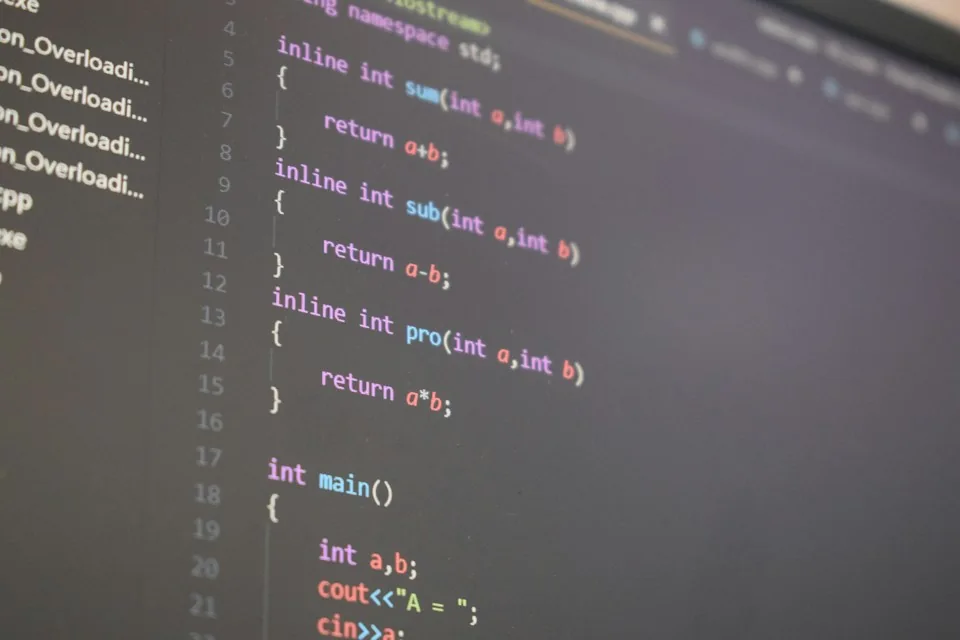 exe
on_Overloadi...
on_Overloadi...
on_Overloadi...
on_Overloadi...
cpp
exe
iostream>
ing namespace std;
4
5 inline int sum(int a,int b)
6 {
7 return a+b;
8 }
9 inline int sub(int a,int b)
10 {
11 return a-b;
12 }
13 inline int pro(int a,int b)
14 {
15 return a*b;
16 }
17
18 int main()
19 {
20 int a,b;
21 cout<<"A = ";
cin>>a;